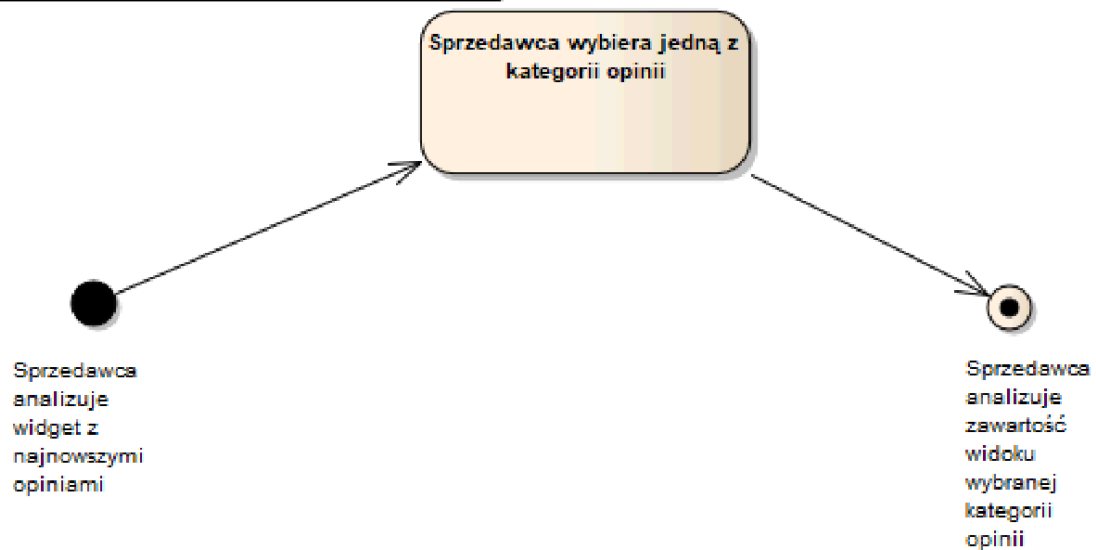 Sprzedawca wybiera jedną z
kategorii opinii
Sprzedawca
analizuje
widget z
najnowszymi
opiniami
Sprzedawca
analizuje
zawartość
widoku
wybranej
kategorii
opinii